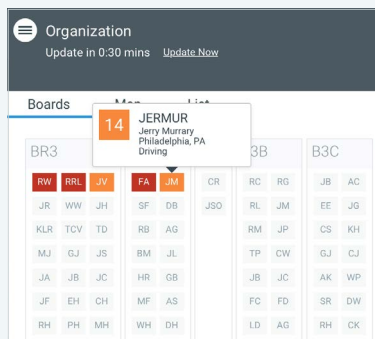 Organization
Update in 0:30 mins Update Now
Boards
14
JERMUR
Jerry Murrary
Philadelphia, PA
Driving
BR3 3B B3C
RW RRL JV FA JM CR RC RG JB AC
JR WW JH SF DB JSO RL JM EE JG
KLR TCV TD RB AG RM JP CS KH
MJ GJ JS BM JL TP CW GJ CJ
JA JB JC HR GB JB JC AK WP
JF EH CH MF AS FC FD SR DW
RH PH MH WH DH LD AG RH CK